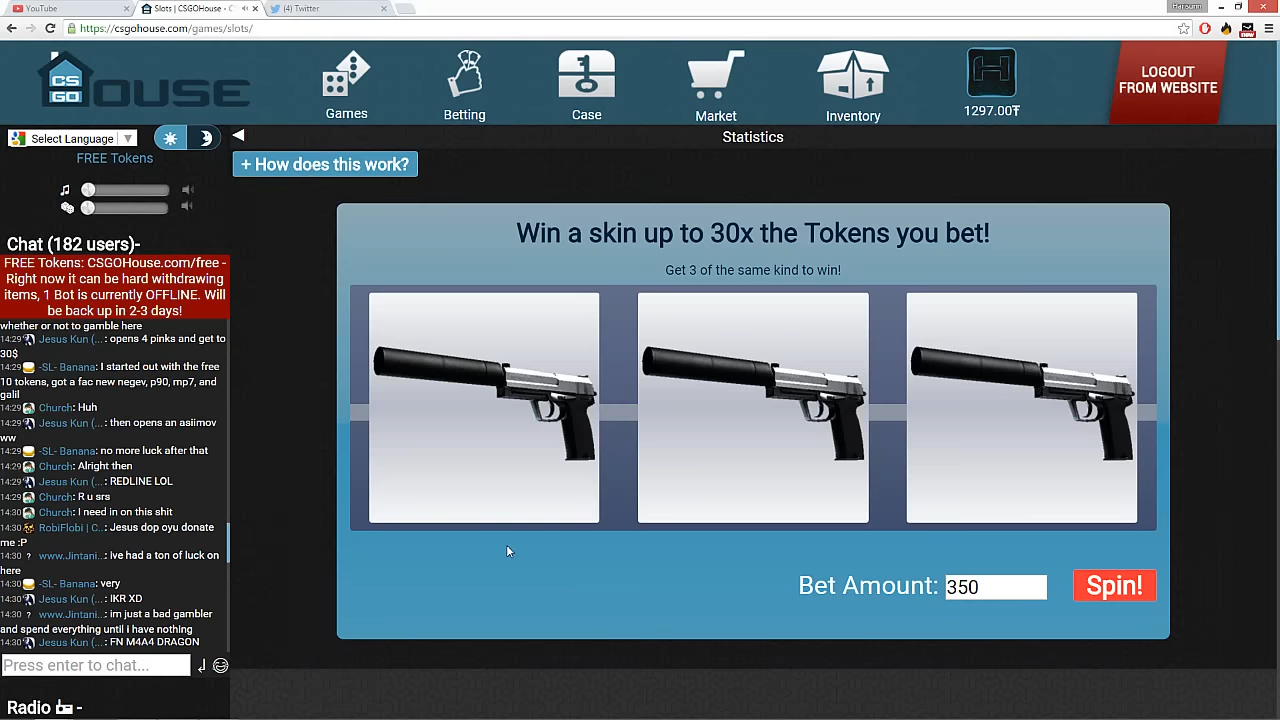 YouTube
Slots | CSGOHouse - C
(4) Twitter
https://csgohouse.com/games/slots/
CS
GO
OUSE
Games
Betting
Case
Market
Inventory
1297.00₸
LOGOUT
FROM WEBSITE
Select Language
FREE Tokens
Statistics
+ How does this work?
Chat (182 users)-
FREE Tokens: CSGOHouse.com/free -
Right now it can be hard withdrawing
items, 1 Bot is currently OFFLINE. Will
be back up in 2-3 days!
whether or not to gamble here
14:29 Jesus Kun (...: opens 4 pinks and get to
30$
14:29 -SL- Banana: I started out with the free
10 tokens, got a fac new negev, p90, mp7, and
galil
14:29 Church: Huh
14:29 Jesus Kun (...: then opens an asiimov
ww
14:29 -SL- Banana: no more luck after that
14:29 Church: Alright then
14:29 Jesus Kun (...: REDLINE LOL
14:29 Church: R u srs
14:30 Church: I need in on this shit
14:30 RobiFlobi | C..: Jesus dop oyu donate
me :P
14:30 ? www.Jintani..: Ive had a ton of luck on
here
14:30 -SL- Banana: very
14:30 Jesus Kun (...: IKR XD
14:30 ? www.Jintani..: im just a bad gambler
and spend everything until I have nothing
14:30 Jesus Kun (...: FN M4A4 DRAGON
Press enter to chat...
Radio -
Win a skin up to 30x the Tokens you bet!
Get 3 of the same kind to win!
Bet Amount: 350
Spin!